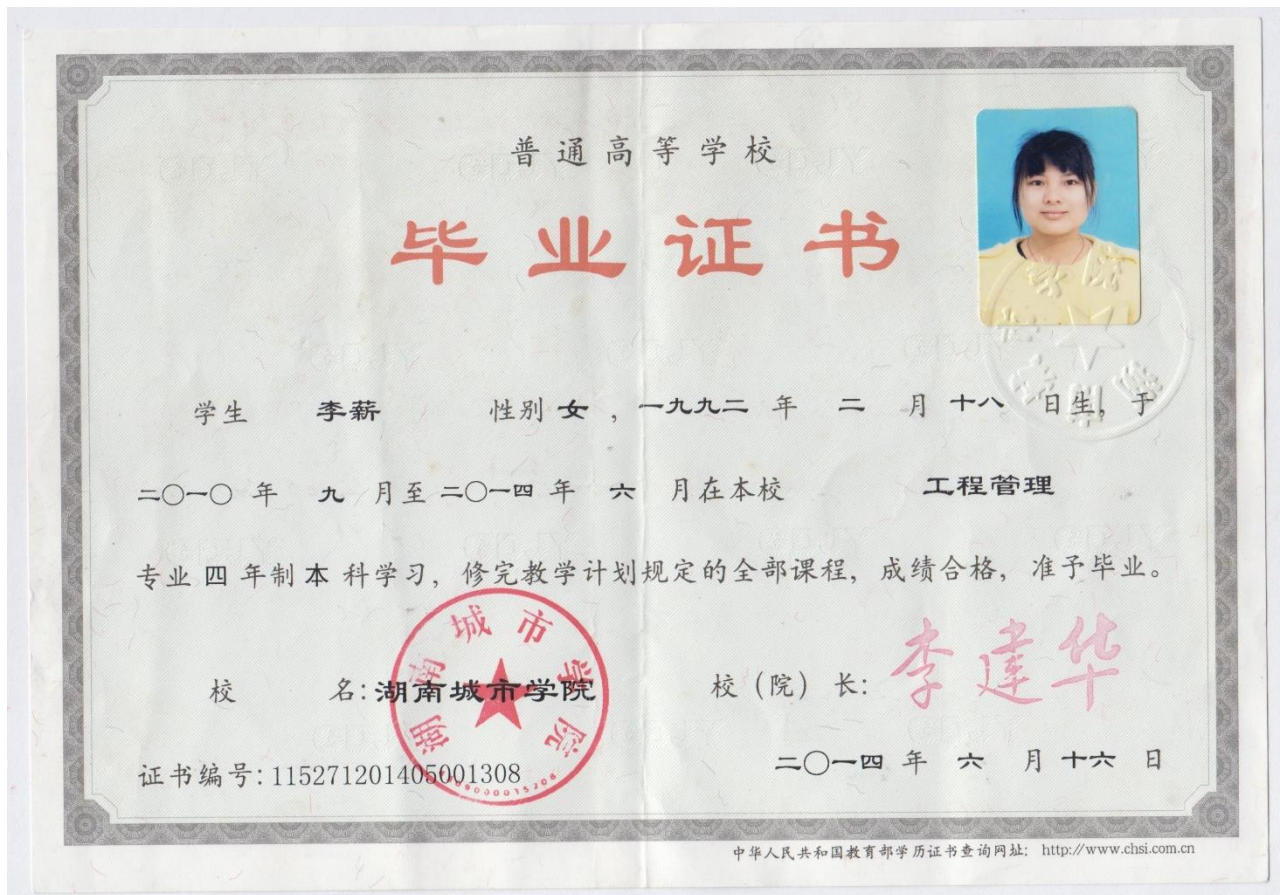 普通高等学校
毕业证书
学生 李薪 性别 女 ，一九九二 年 二 月 十八 日生，于
二〇一〇 年 九 月至 二〇一四 年 六 月在本校 工程管理
专业 四 年制 本 科学习，修完教学计划规定的全部课程，成绩合格，准予毕业。
湖南城市学院
校 名：湖南城市学院 校（院）长：李建华
证书编号：115271201405001308 二〇一四 年 六 月 十六 日
中华人民共和国教育部学历证书查询网址：http://www.chsi.com.cn